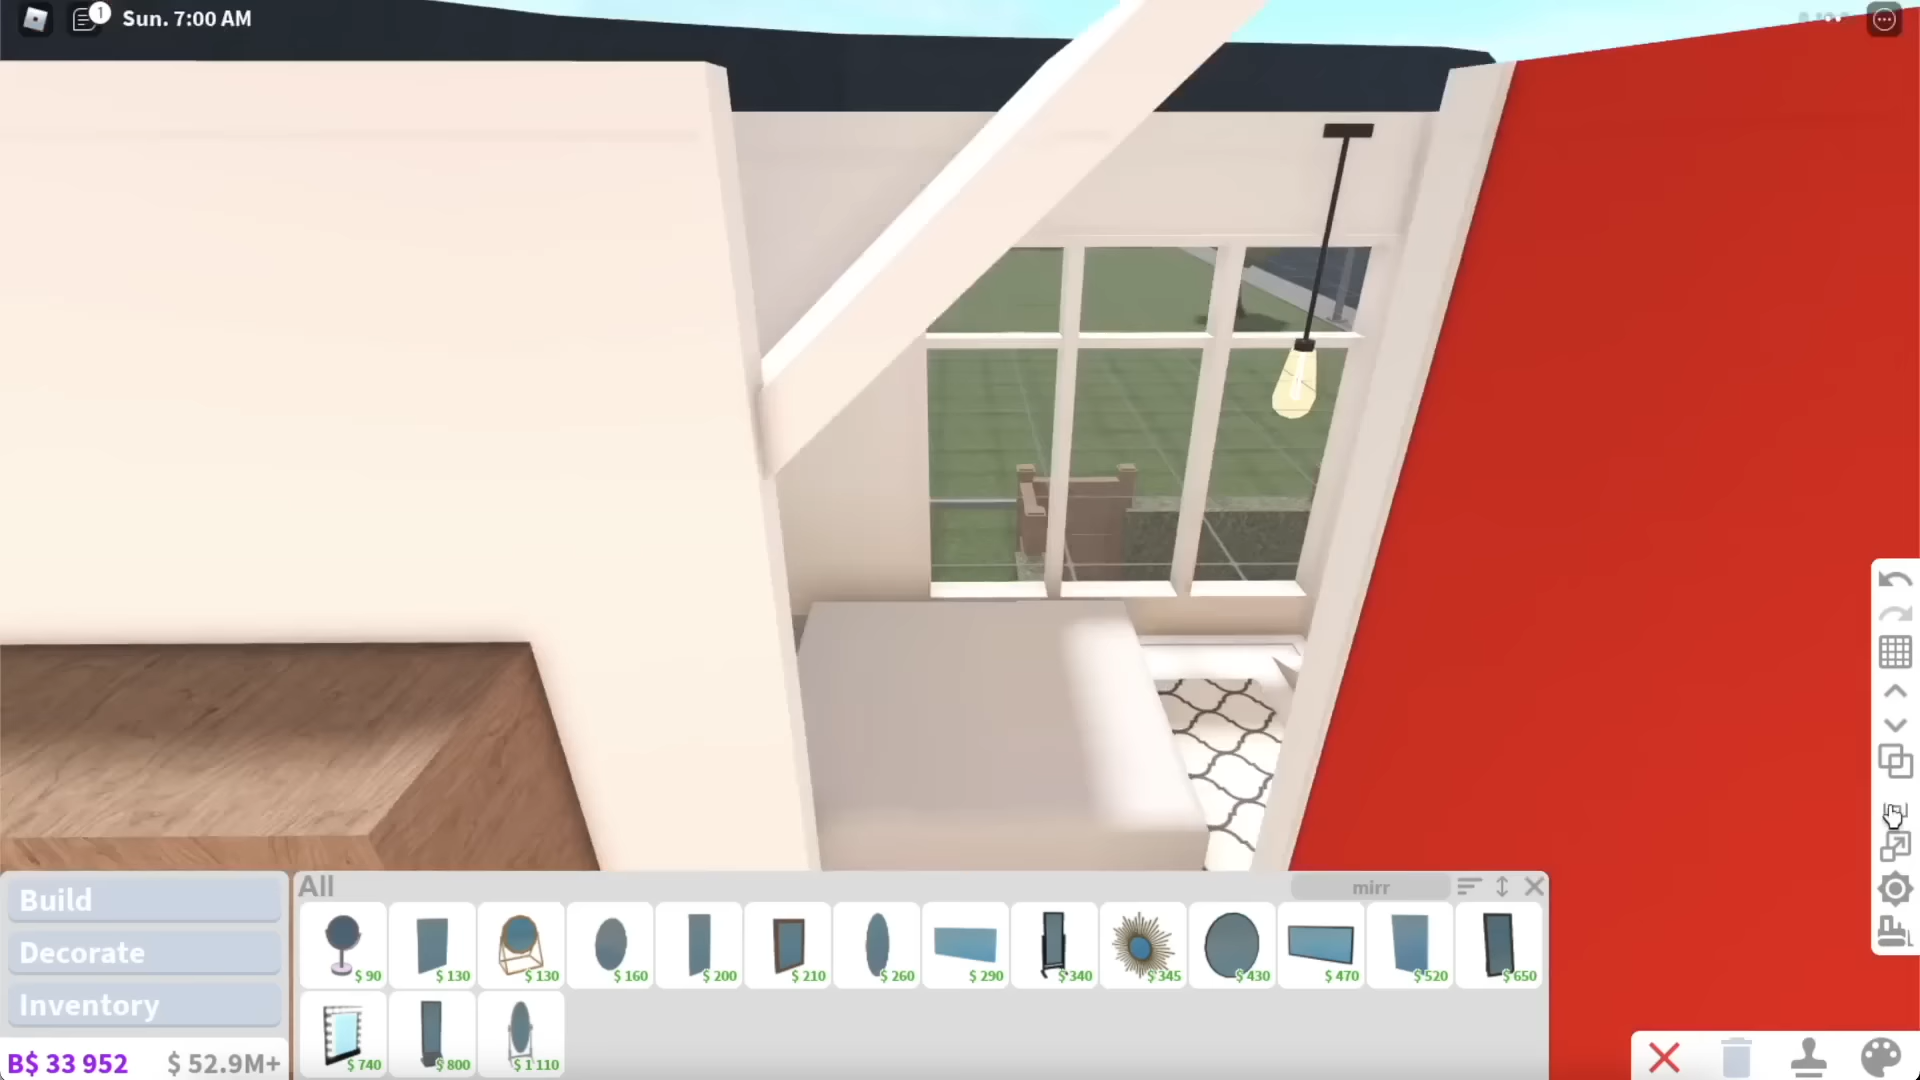 1
Sun. 7:00 AM
Build
Decorate
Inventory
B$ 33 952
$ 52.9M+
All
mirr
$ 90
$ 130
$ 130
$ 160
$ 200
$ 210
$ 260
$ 290
$ 340
$ 345
$ 430
$ 470
$ 520
$ 650
$ 740
$ 800
$ 1 110